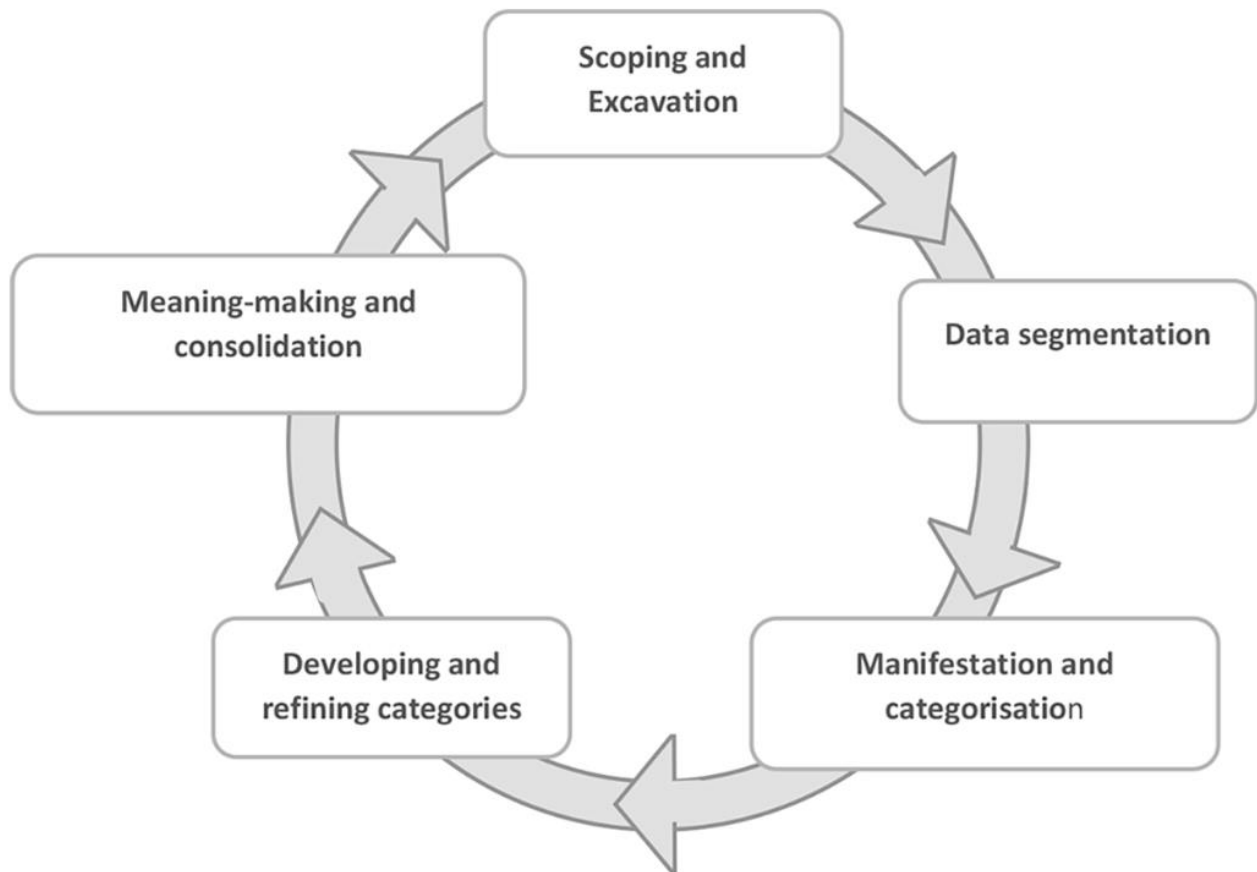 Scoping and
Excavation
Data segmentation
Manifestation and
categorisation
Developing and
refining categories
Meaning-making and
consolidation